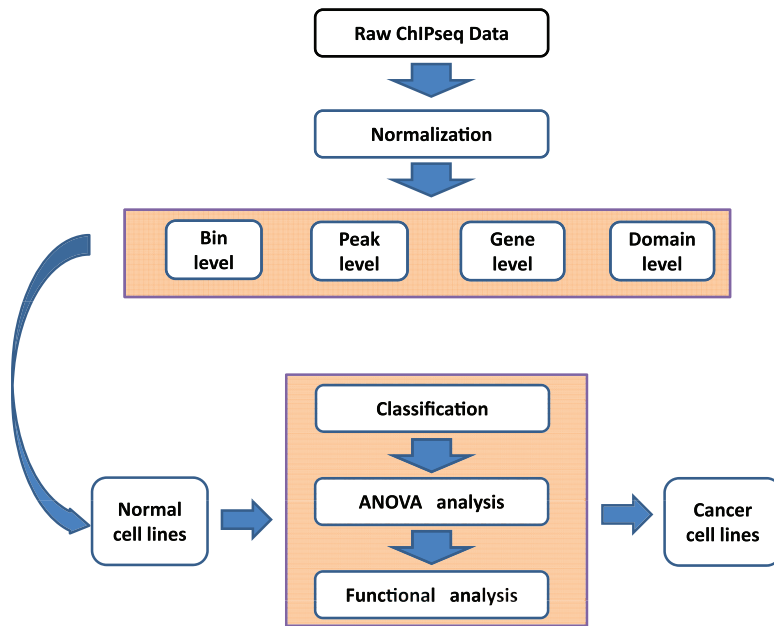 Raw ChIPseq Data
Normalization
Bin
level
Peak
level
Gene
level
Domain
level
Classification
Normal
cell lines
ANOVA analysis
Cancer
cell lines
Functional analysis